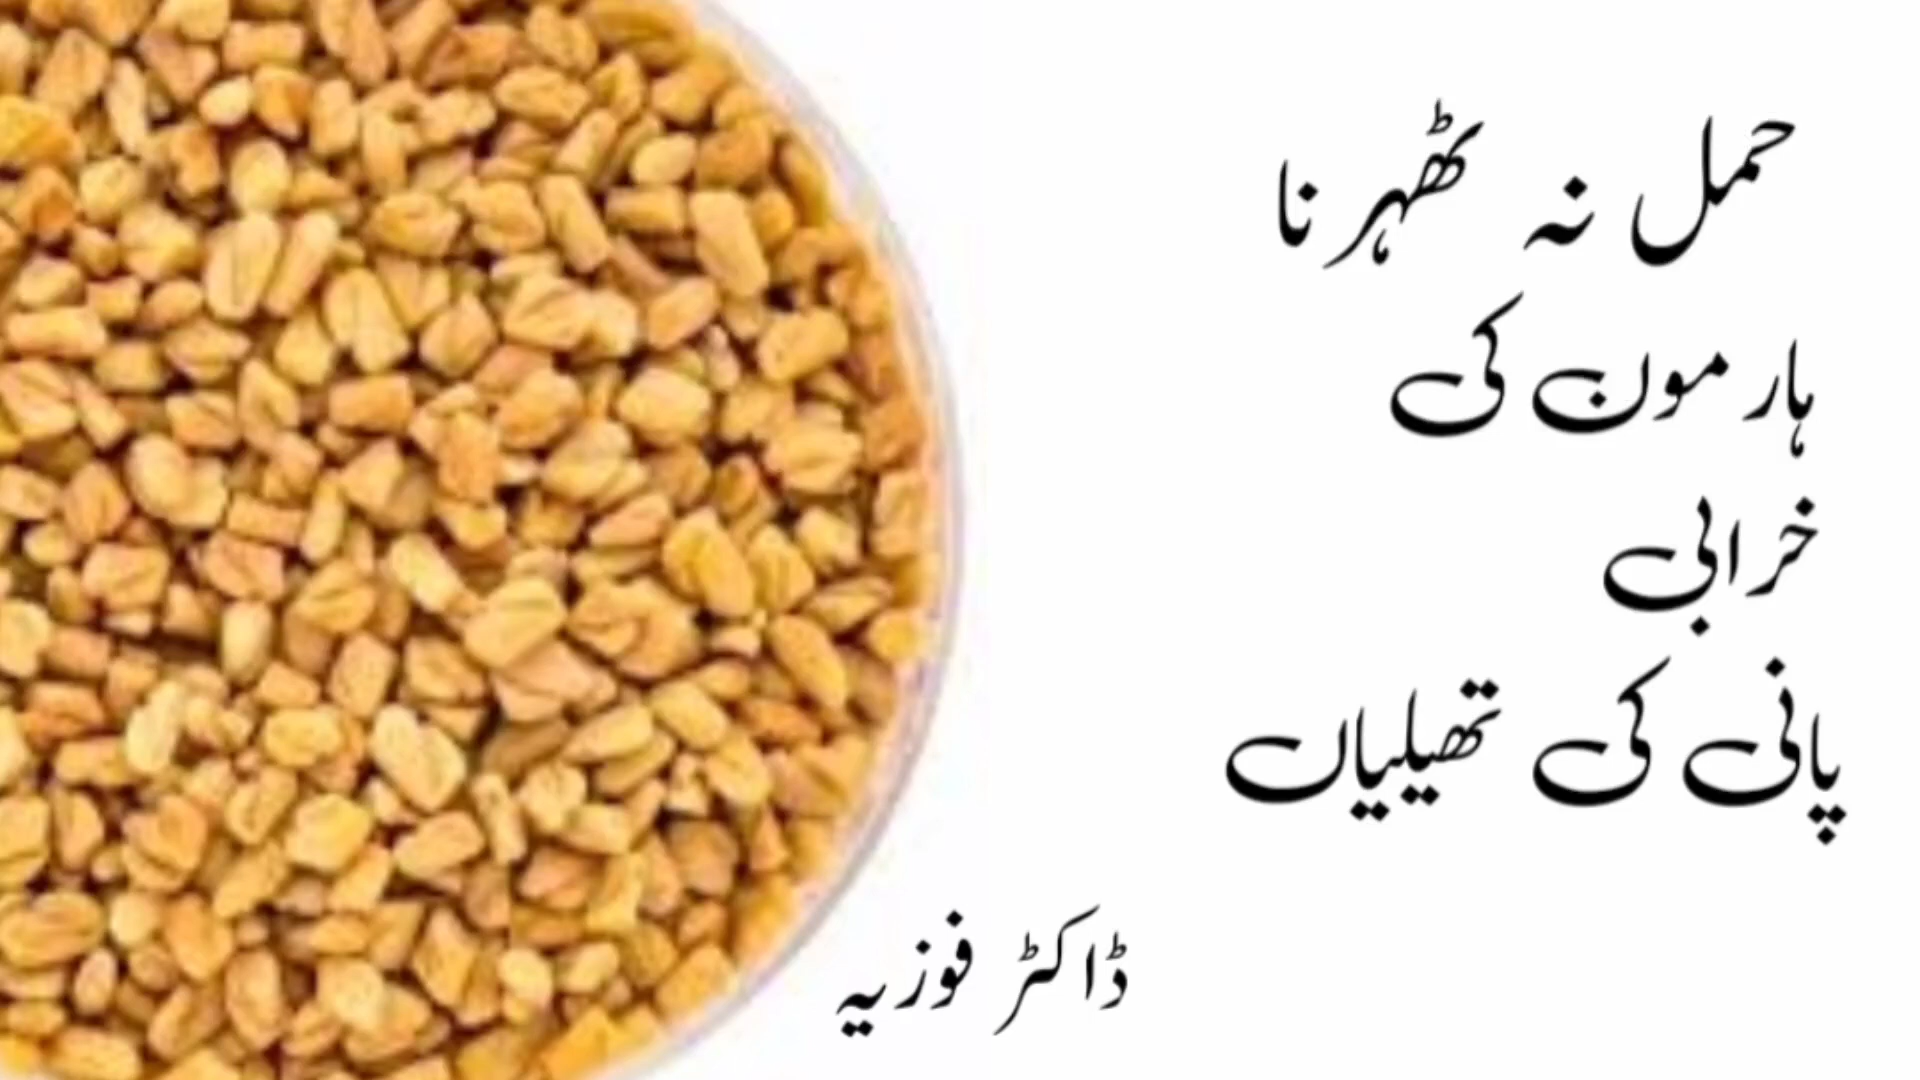 حمل نہ ٹھہرنا
ہارمون کی
خرابی
پانی کی تھیلیاں
ڈاکٹر فوزیہ